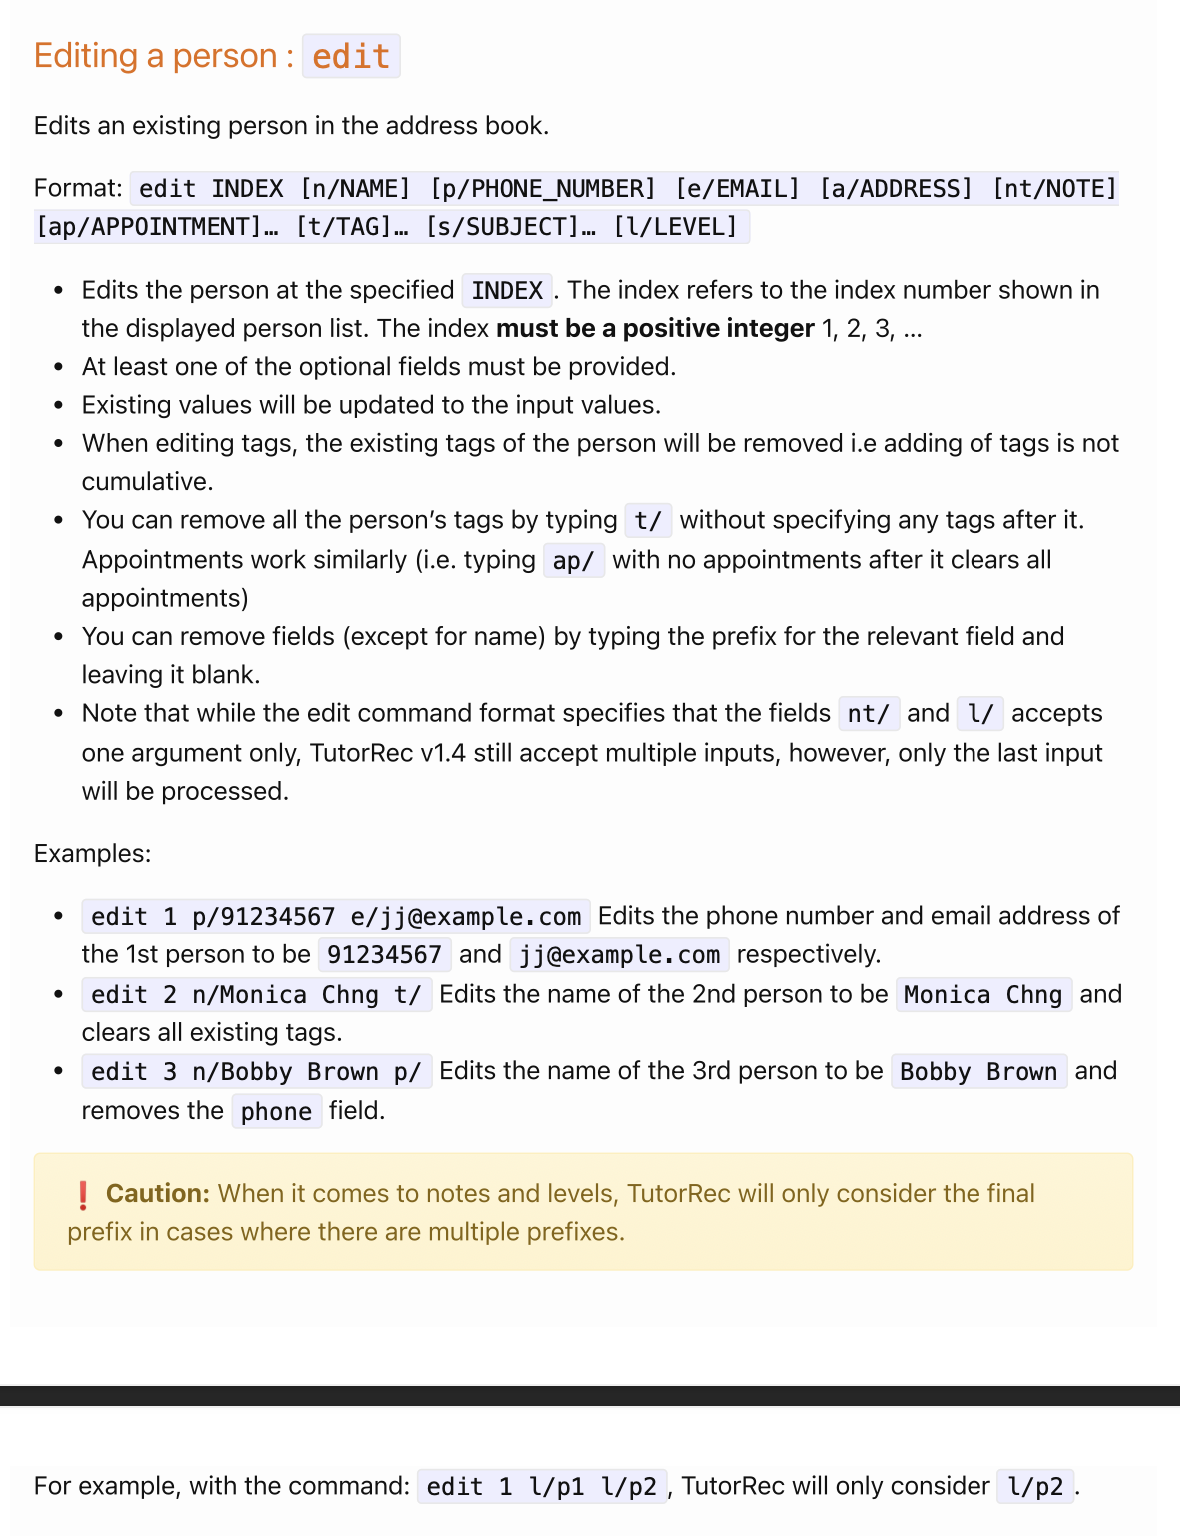 Editing a person : edit
Edits an existing person in the address book.
Format: edit INDEX [n/NAME] [p/PHONE_NUMBER] [e/EMAIL] [a/ADDRESS] [nt/NOTE]
[ap/APPOINTMENT]… [t/TAG]… [s/SUBJECT]… [l/LEVEL]
• Edits the person at the specified INDEX. The index refers to the index number shown in
the displayed person list. The index must be a positive integer 1, 2, 3, …
• At least one of the optional fields must be provided.
• Existing values will be updated to the input values.
• When editing tags, the existing tags of the person will be removed i.e adding of tags is not
cumulative.
• You can remove all the person’s tags by typing t/ without specifying any tags after it.
Appointments work similarly (i.e. typing ap/ with no appointments after it clears all
appointments)
• You can remove fields (except for name) by typing the prefix for the relevant field and
leaving it blank.
• Note that while the edit command format specifies that the fields nt/ and l/ accepts
one argument only, TutorRec v1.4 still accept multiple inputs, however, only the last input
will be processed.
Examples:
• edit 1 p/91234567 e/jj@example.com Edits the phone number and email address of
the 1st person to be 91234567 and jj@example.com respectively.
• edit 2 n/Monica Chng t/ Edits the name of the 2nd person to be Monica Chng and
clears all existing tags.
• edit 3 n/Bobby Brown p/ Edits the name of the 3rd person to be Bobby Brown and
removes the phone field.
❗ Caution: When it comes to notes and levels, TutorRec will only consider the final
prefix in cases where there are multiple prefixes.
For example, with the command: edit 1 l/p1 l/p2, TutorRec will only consider l/p2.